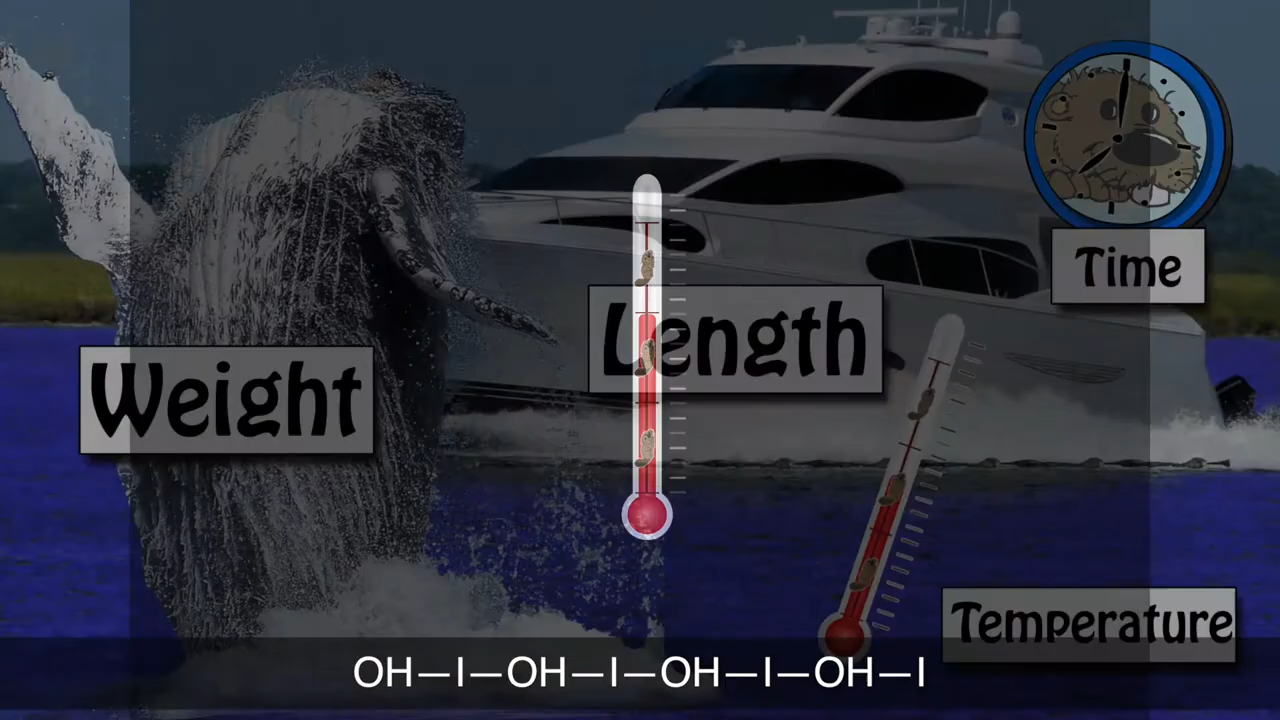 Time
Length
Weight
Temperature
OH—I—OH—I—OH—I—OH—I